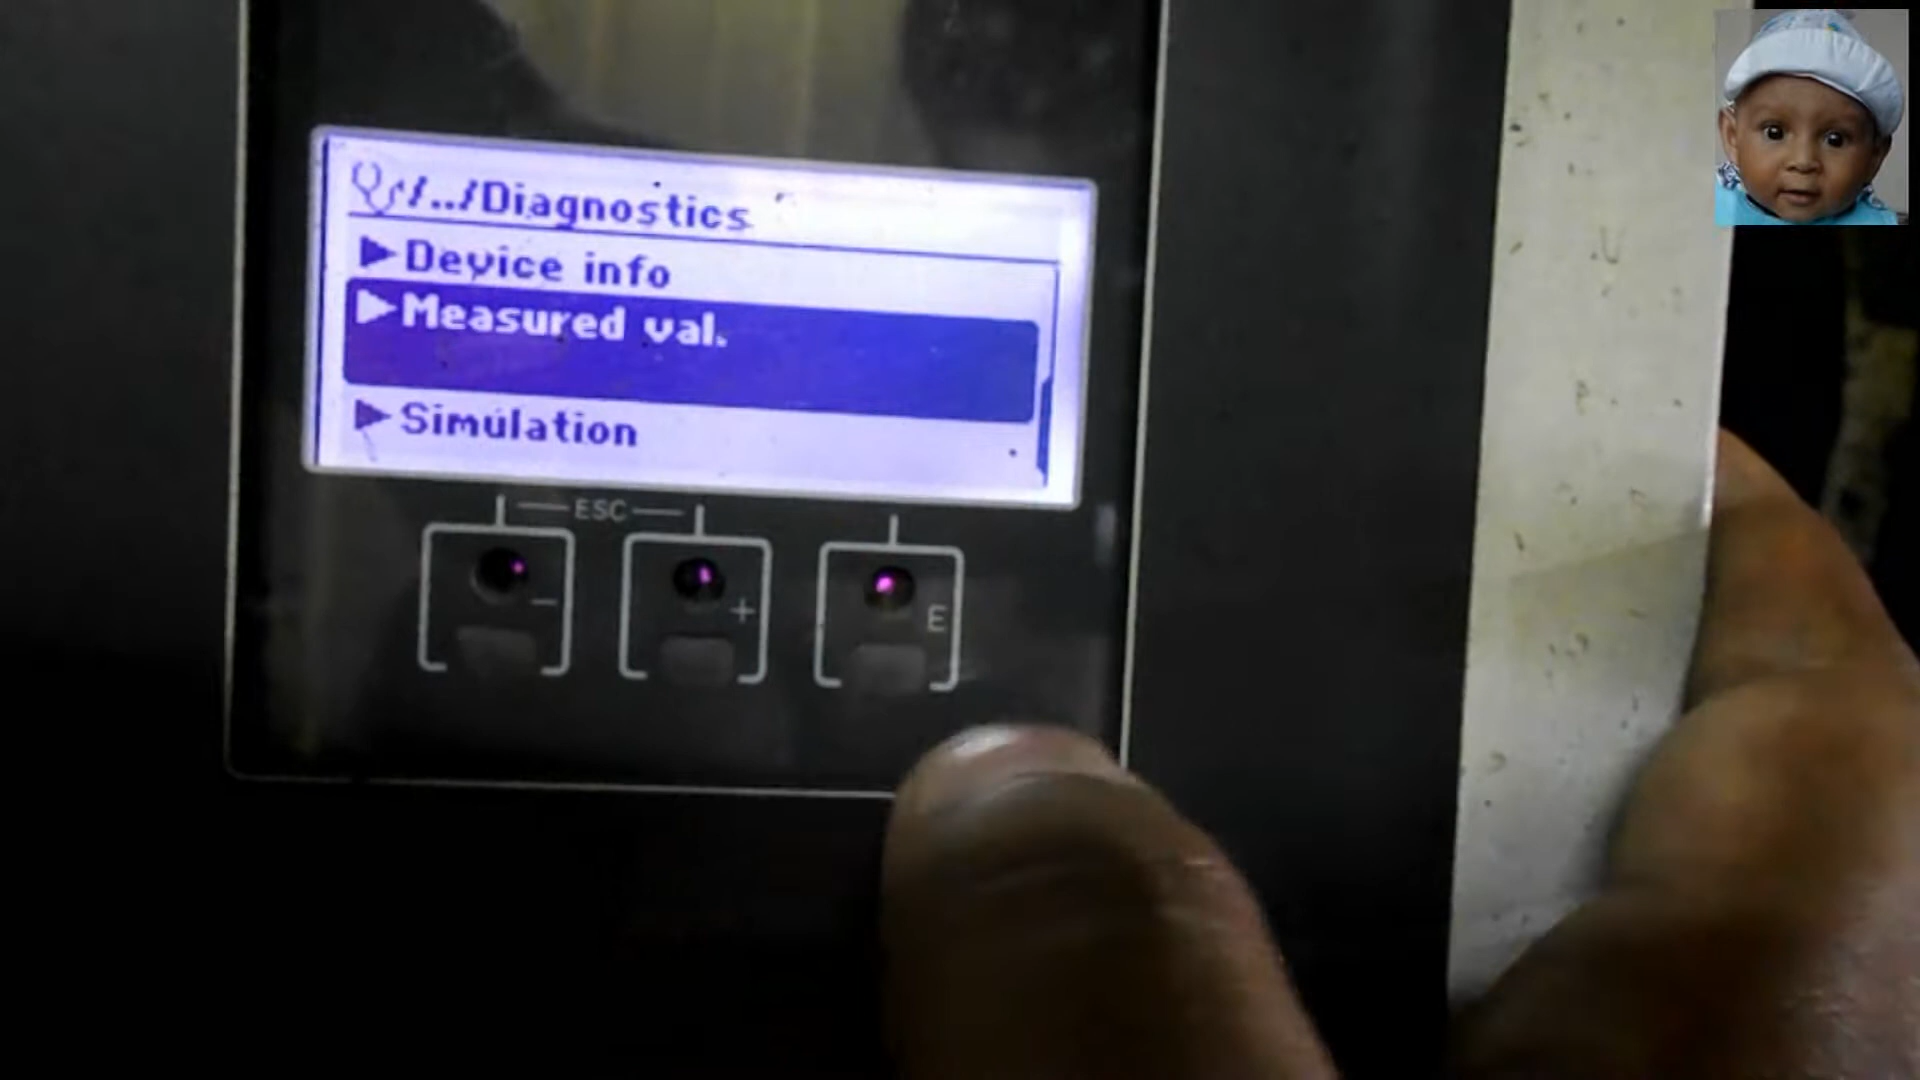 /../Diagnostics
Device info
Measured val.
Simulation
ESC
- + E